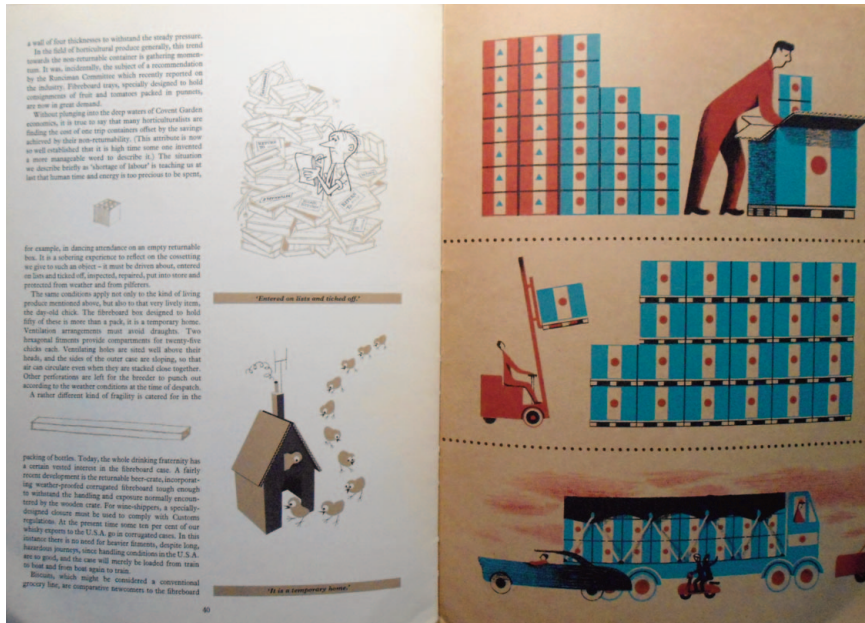 a wall of four thicknesses to withstand the steady pressure.
In the field of horticultural produce generally, this trend
towards the non-returnable container is gathering momen-
tum. It was, incidentally, the subject of a recommendation
by the Runciman Committee which recently reported on
the industry. Fibreboard trays, specially designed to hold
consignments of fruit and tomatoes packed in punnets,
are now in great demand.
Without plunging into the deep waters of Covent Garden
economics, it is true to say that many horticulturalists are
finding the cost of one trip containers offset by the savings
achieved by their non-returnability. (This attribute is now
so well established that it is high time some one invented
a more manageable word to describe it.) The situation
we describe briefly as 'shortage of labour' is teaching us at
last that human time and energy is too precious to be spent,
for example, in dancing attendance on an empty returnable
box. It is a sobering experience to reflect on the cosseting
we give to such an object – it must be driven about, entered
on lists and ticked off, inspected, repaired, put into store and
protected from weather and from pilferers.
The same conditions apply not only to the kind of living
produce mentioned above, but also to that very lively item,
the day-old chick. The fibreboard box designed to hold
fifty of these is more than a pack, it is a temporary home.
Ventilation arrangements must avoid draughts. Two
hexagonal fitments provide compartments for twenty-five
chicks each. Ventilating holes are sited well above their
heads, and the sides of the outer case are sloping, so that
air can circulate even when they are stacked close together.
Other perforations are left for the breeder to punch out
according to the weather conditions at the time of despatch.
A rather different kind of fragility is catered for in the
packing of bottles. Today, the whole drinking fraternity has
a certain vested interest in the fibreboard case. A fairly
recent development is the returnable beer-crate, incorporat-
ing weather-proofed corrugated fibreboard tough enough
to withstand the handling and exposure normally encoun-
tered by the wooden crate. For wine-shippers, a specially-
designed closure must be used to comply with Customs
regulations. At the present time some ten per cent of our
whisky exports to the U.S.A. go in corrugated cases. In this
instance there is no need for heavier fitments, despite long,
hazardous journeys, since handling conditions in the U.S.A.
are so good, and the case will merely be loaded from train
to boat and from boat again to train.
Biscuits, which might be considered a conventional
grocery line, are comparative newcomers to the fibreboard
'Entered on lists and ticked off.'
'It is a temporary home.'
40